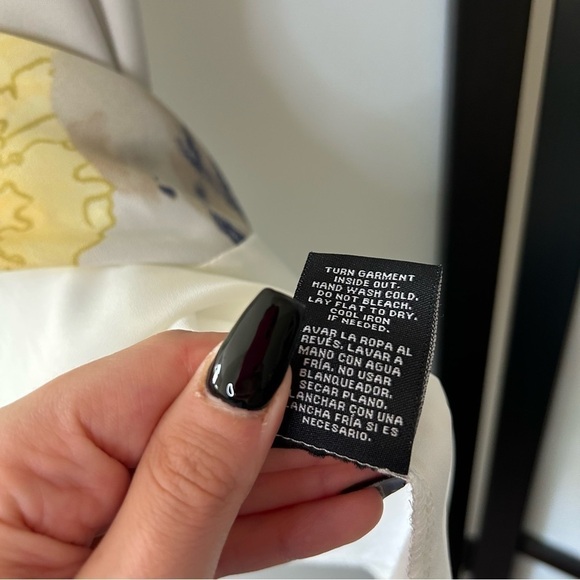 TURN GARMENT
INSIDE OUT.
HAND WASH COLD.
DO NOT BLEACH.
LAY FLAT TO DRY.
COOL IRON
IF NEEDED.
AVAR LA ROPA AL
REVÉS. LAVAR A
MANO CON AGUA
FRÍA. NO USAR
BLANQUEADOR.
SECAR PLANO.
LANCHAR CON UNA
LANCHA FRÍA SI ES
NECESARIO.